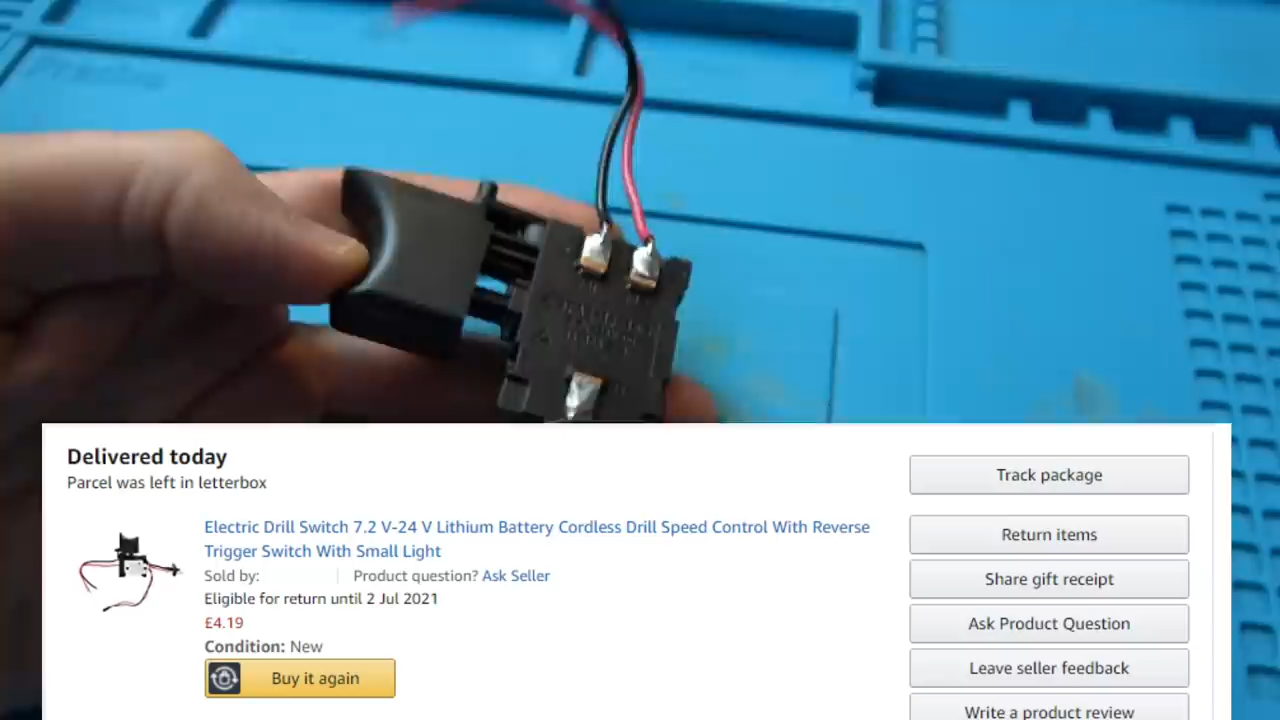 Delivered today
Parcel was left in letterbox
Electric Drill Switch 7.2 V-24 V Lithium Battery Cordless Drill Speed Control With Reverse
Trigger Switch With Small Light
Sold by:
Product question? Ask Seller
Eligible for return until 2 Jul 2021
£4.19
Condition: New
Buy it again
Track package
Return items
Share gift receipt
Ask Product Question
Leave seller feedback
Write a product review